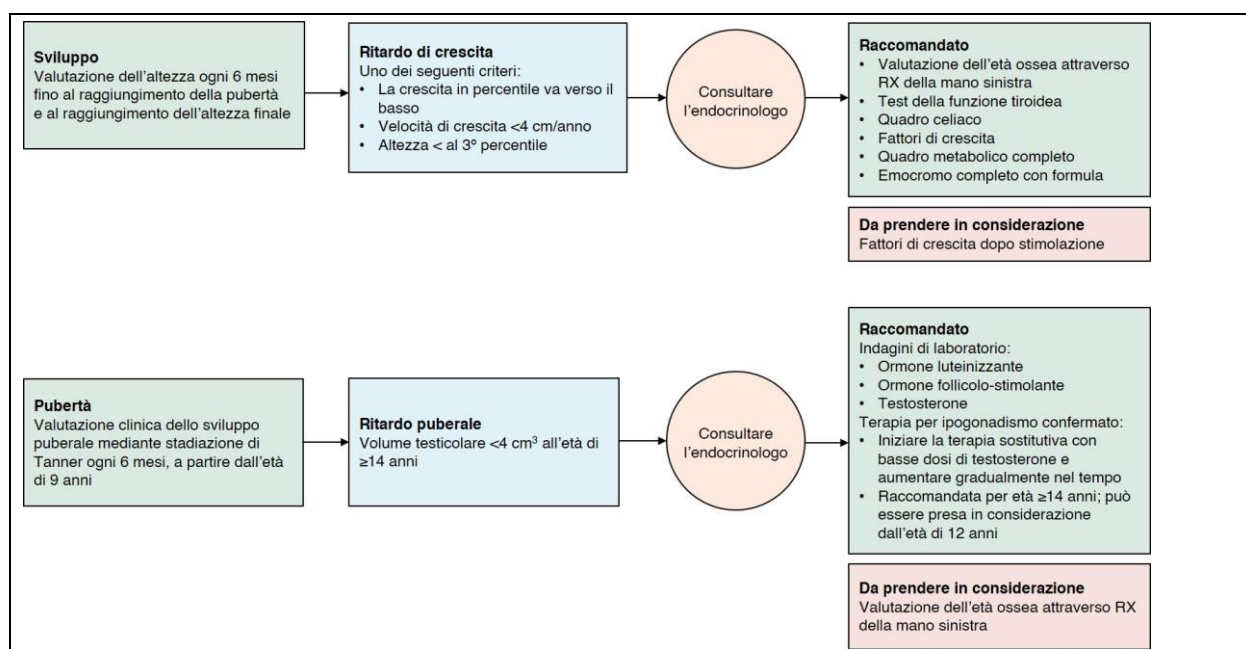 Sviluppo
Valutazione dell'altezza ogni 6 mesi
fino al raggiungimento della pubertà
e al raggiungimento dell'altezza finale
Ritardo di crescita
Uno dei seguenti criteri:
• La crescita in percentile va verso il
basso
• Velocità di crescita <4 cm/anno
• Altezza < al 3º percentile
Consultare
l'endocrinologo
Raccomandato
• Valutazione dell'età ossea attraverso
RX della mano sinistra
• Test della funzione tiroidea
• Quadro celiaco
• Fattori di crescita
• Quadro metabolico completo
• Emocromo completo con formula
Da prendere in considerazione
Fattori di crescita dopo stimolazione
Pubertà
Valutazione clinica dello sviluppo
puberale mediante stadiazione di
Tanner ogni 6 mesi, a partire dall'età
di 9 anni
Ritardo puberale
Volume testicolare <4 cm³ all'età di
≥14 anni
Consultare
l'endocrinologo
Raccomandato
Indagini di laboratorio:
• Ormone luteinizzante
• Ormone follicolo-stimolante
• Testosterone
Terapia per ipogonadismo confermato:
• Iniziare la terapia sostitutiva con
basse dosi di testosterone e
aumentare gradualmente nel tempo
• Raccomandata per età ≥14 anni; può
essere presa in considerazione
dall'età di 12 anni
Da prendere in considerazione
Valutazione dell'età ossea attraverso RX
della mano sinistra